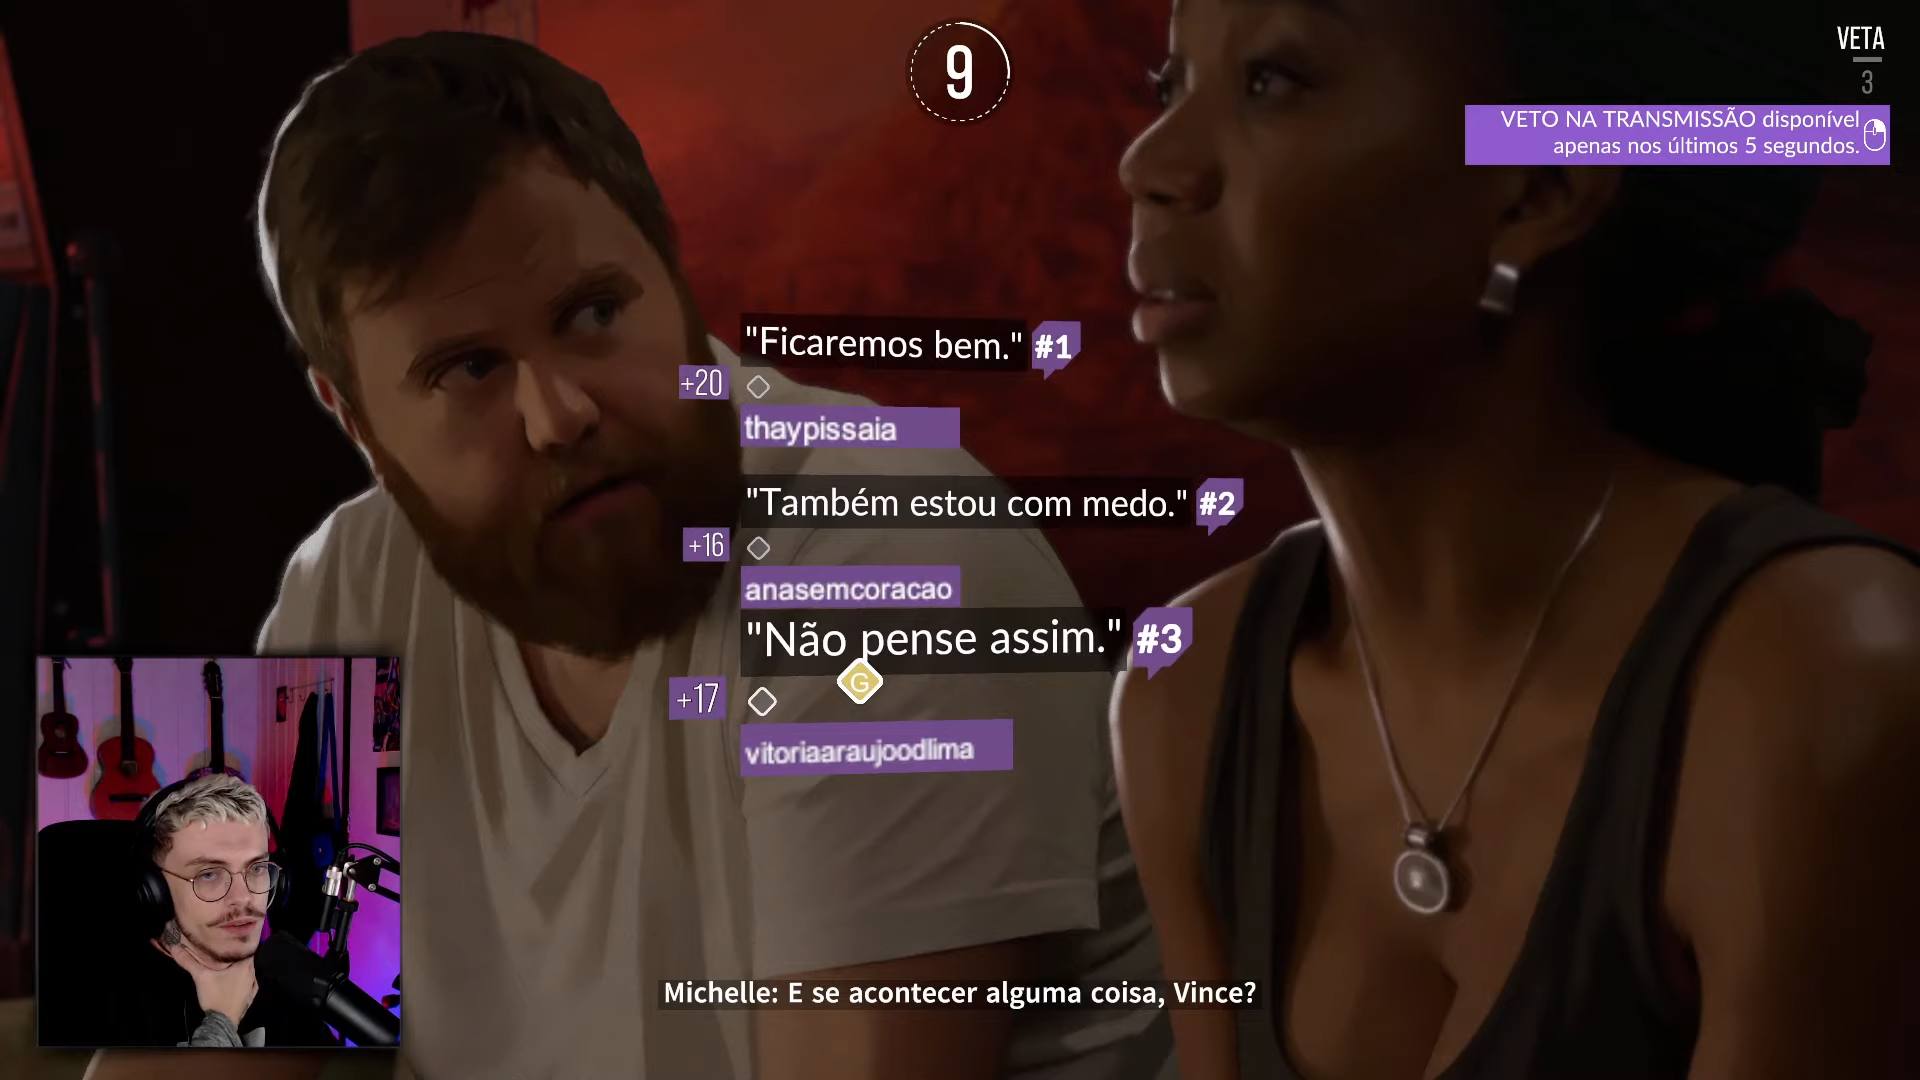 9
VETA
3
VETO NA TRANSMISSÃO disponível
apenas nos últimos 5 segundos.
"Ficaremos bem." #1
+20
thaypissaia
"Também estou com medo." #2
+16
anasemcoracao
"Não pense assim." #3
G
+17
vitoriaaraujoodlima
Michelle: E se acontecer alguma coisa, Vince?